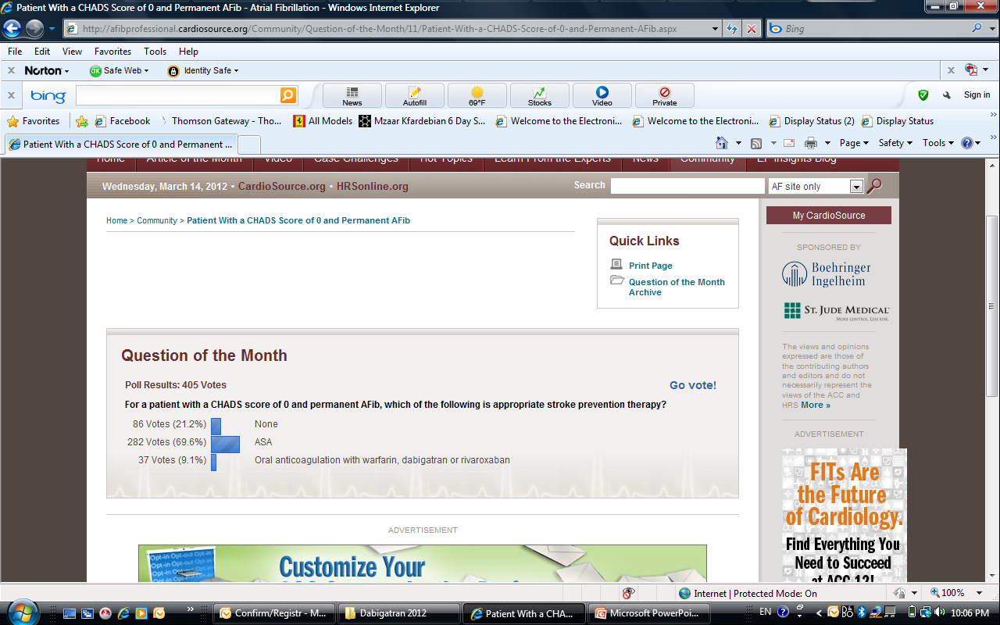 Patient With a CHADS Score of 0 and Permanent AFib - Atrial Fibrillation - Windows Internet Explorer
http://afibprofessional.cardiosource.org/Community/Question-of-the-Month/11/Patient-With-a-CHADS-Score-of-0-and-Permanent-AFib.aspx
Bing
File Edit View Favorites Tools Help
Norton Safe Web Identity Safe
bing News Autofill 69°F Stocks Video Private Sign in
Favorites Facebook Thomson Gateway - Tho... All Models Mzaar Kfardebian 6 Day S... Welcome to the Electroni... Welcome to the Electroni... Display Status (2) Display Status
Patient With a CHADS Score of 0 and Permanent ... Page Safety Tools
Home Article of the Month Video Case Challenges Hot Topics Learn From the Experts News Community EP Insights Blog
Wednesday, March 14, 2012 • CardioSource.org • HRSonline.org Search AF site only
Home > Community > Patient With a CHADS Score of 0 and Permanent AFib
Quick Links
Print Page
Question of the Month
Archive
My CardioSource
SPONSORED BY
Boehringer
Ingelheim
ST. JUDE MEDICAL
MORE CONTROL. LESS RISK.
The views and opinions
expressed are those of
the contributing authors
and editors and do not
necessarily represent the
views of the ACC and
HRS More »
ADVERTISEMENT
FITs Are
the Future
of Cardiology.
Find Everything You
Need to Succeed
at ACC.12!
Question of the Month
Poll Results: 405 Votes Go vote!
For a patient with a CHADS score of 0 and permanent AFib, which of the following is appropriate stroke prevention therapy?
86 Votes (21.2%) None
282 Votes (69.6%) ASA
37 Votes (9.1%) Oral anticoagulation with warfarin, dabigatran or rivaroxaban
ADVERTISEMENT
Opt-in Opt-out Opt-in
Customize Your
Internet | Protected Mode: On 100%
Confirm/Registr - M... Dabigatran 2012 Patient With a CHA... Microsoft PowerPoi... EN 10:06 PM